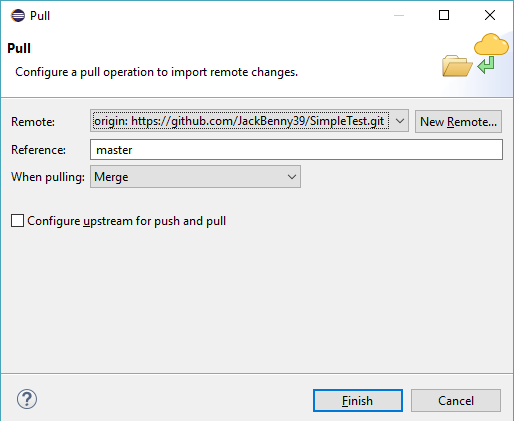 Pull
Pull
Configure a pull operation to import remote changes.
Remote: origin: https://github.com/JackBenny39/SimpleTest.git New Remote...
Reference: master
When pulling: Merge
Configure upstream for push and pull
? Finish Cancel